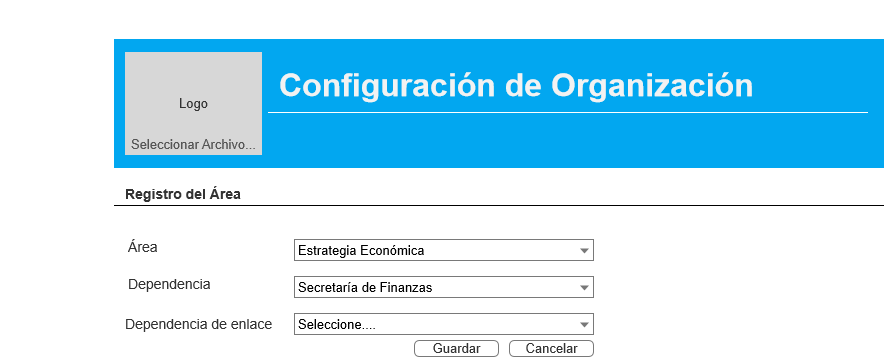 Configuración de Organización
Logo
Seleccionar Archivo...
Registro del Área
Área
Estrategia Económica
Dependencia
Secretaría de Finanzas
Dependencia de enlace
Seleccione....
Guardar
Cancelar